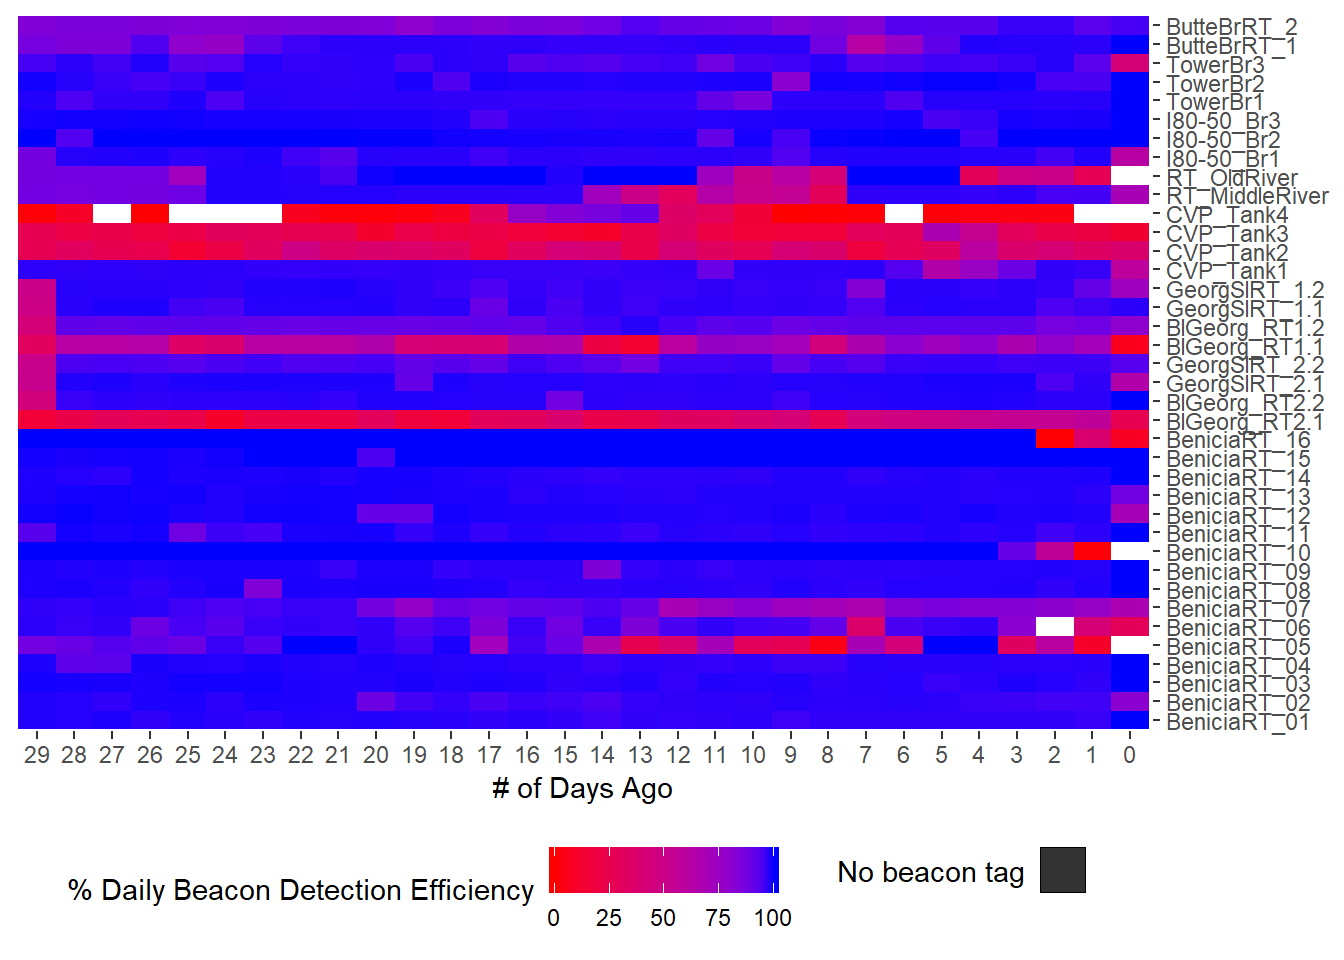 ButteBrRT_2
ButteBrRT_1
TowerBr3
TowerBr2
TowerBr1
I80-50_Br3
I80-50_Br2
I80-50_Br1
RT_OldRiver
RT_MiddleRiver
CVP_Tank4
CVP_Tank3
CVP_Tank2
CVP_Tank1
GeorgSlRT_1.2
GeorgSlRT_1.1
BlGeorg_RT1.2
BlGeorg_RT1.1
GeorgSlRT_2.2
GeorgSlRT_2.1
BlGeorg_RT2.2
BlGeorg_RT2.1
BeniciaRT_16
BeniciaRT_15
BeniciaRT_14
BeniciaRT_13
BeniciaRT_12
BeniciaRT_11
BeniciaRT_10
BeniciaRT_09
BeniciaRT_08
BeniciaRT_07
BeniciaRT_06
BeniciaRT_05
BeniciaRT_04
BeniciaRT_03
BeniciaRT_02
BeniciaRT_01
29 28 27 26 25 24 23 22 21 20 19 18 17 16 15 14 13 12 11 10 9 8 7 6 5 4 3 2 1 0
# of Days Ago
% Daily Beacon Detection Efficiency
0 25 50 75 100
No beacon tag